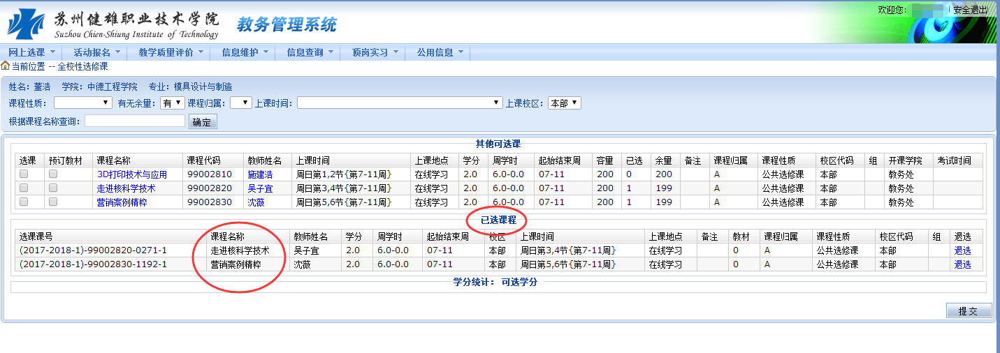 苏州健雄职业技术学院 教务管理系统 欢迎您: | 安全退出
Suzhou Chien-Shiung Institute of Technology
网上选课 活动报名 教学质量评价 信息维护 信息查询 顶岗实习 公用信息
当前位置 -- 全校性选修课
姓名：董浩 学院：中德工程学院 专业：模具设计与制造
课程性质： 有无余量： 有 课程归属： 上课时间： 上课校区： 本部
根据课程名称查询： 确定
其他可选课
选课 预订教材 课程名称 课程代码 教师姓名 上课时间 上课地点 学分 周学时 起始结束周 容量 已选 余量 备注 课程归属 课程性质 校区代码 组 开课学院 考试时间
3D打印技术与应用 99002810 施建浩 周日第1,2节{第7-11周} 在线学习 2.0 6.0-0.0 07-11 200 0 200 A 公共选修课 本部 教务处
走进核科学技术 99002820 吴子宜 周日第3,4节{第7-11周} 在线学习 2.0 6.0-0.0 07-11 200 1 199 A 公共选修课 本部 教务处
营销案例精粹 99002830 沈薇 周日第5,6节{第7-11周} 在线学习 2.0 6.0-0.0 07-11 200 1 199 A 公共选修课 本部 教务处
已选课程
选课课号 课程名称 教师姓名 学分 周学时 起始结束周 校区 上课时间 上课地点 备注 教材 课程归属 课程性质 校区代码 组 退选
(2017-2018-1)-99002820-0271-1 走进核科学技术 吴子宜 2.0 6.0-0.0 07-11 本部 周日第3,4节{第7-11周} 在线学习 0 A 公共选修课 本部 退选
(2017-2018-1)-99002830-1192-1 营销案例精粹 沈薇 2.0 6.0-0.0 07-11 本部 周日第5,6节{第7-11周} 在线学习 0 A 公共选修课 本部 退选
学分统计： 可选学分
提 交